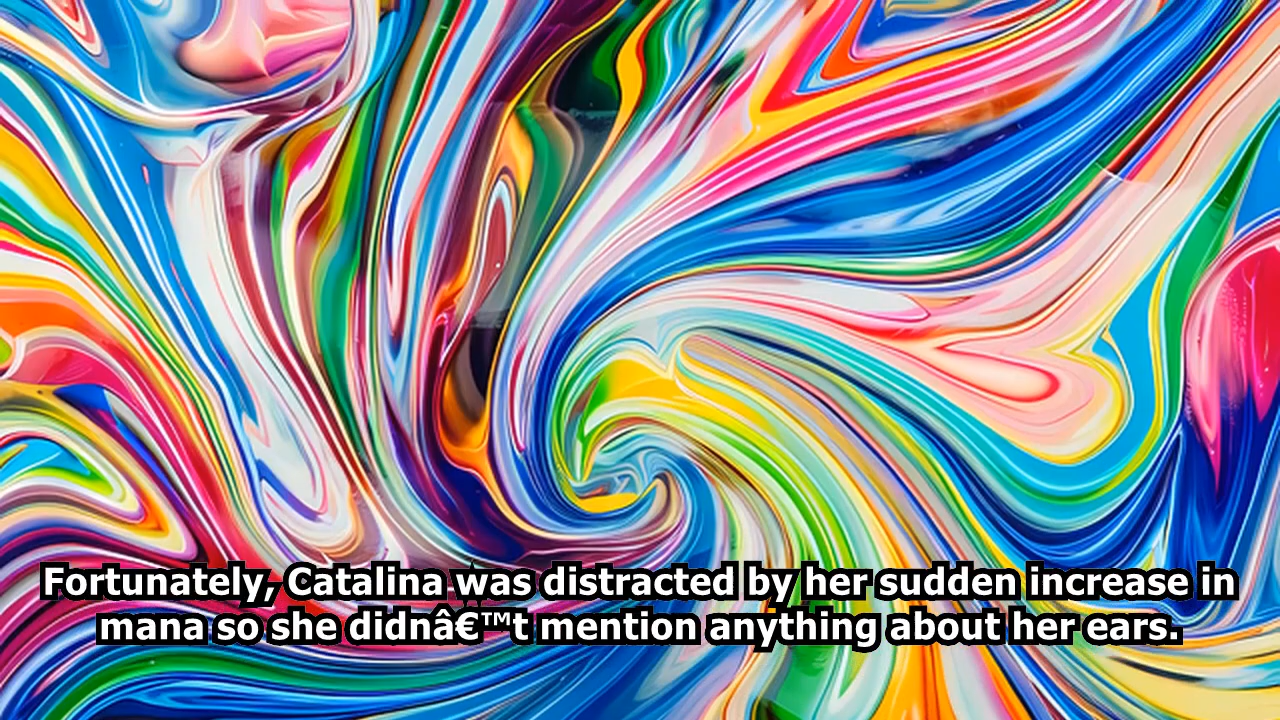 Fortunately, Catalina was distracted by her sudden increase in
mana so she didnâ€™t mention anything about her ears.